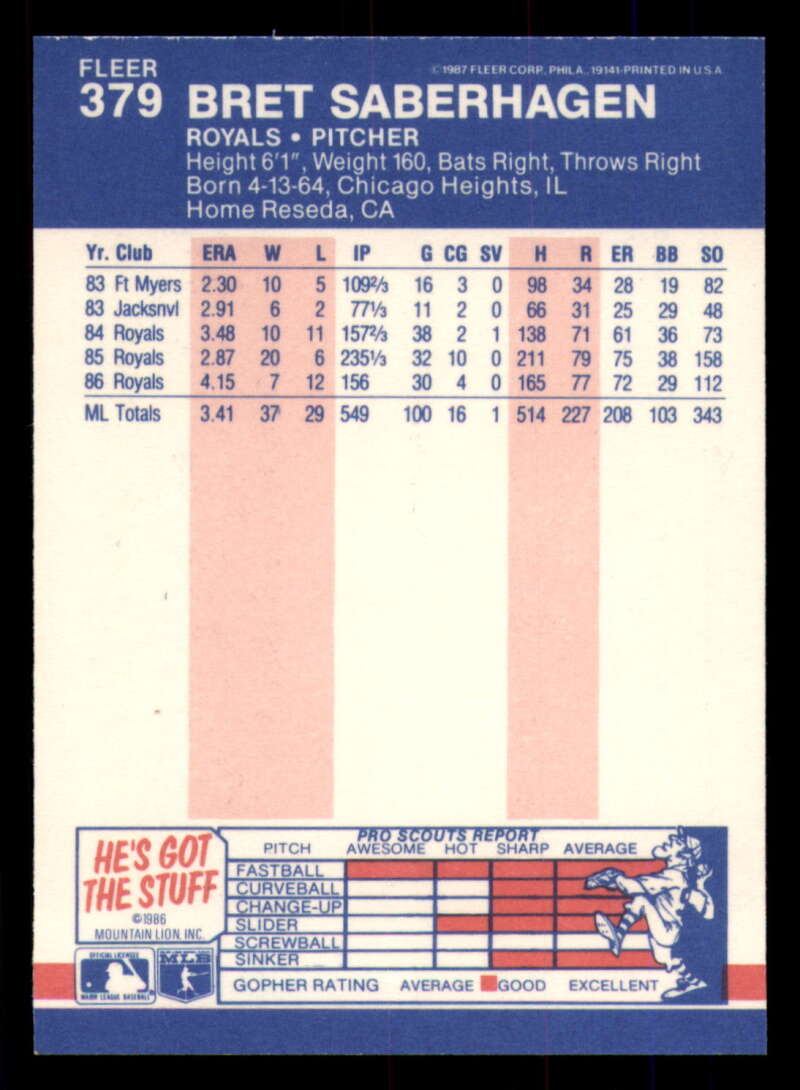 FLEER ©1987 FLEER CORP., PHILA., 19141-PRINTED IN U.S.A.
379 BRET SABERHAGEN
ROYALS • PITCHER
Height 6'1", Weight 160, Bats Right, Throws Right
Born 4-13-64, Chicago Heights, IL
Home Reseda, CA
Yr. Club ERA W L IP G CG SV H R ER BB SO
83 Ft Myers 2.30 10 5 109⅔ 16 3 0 98 34 28 19 82
83 Jacksnvl 2.91 6 2 77⅓ 11 2 0 66 31 25 29 48
84 Royals 3.48 10 11 157⅔ 38 2 1 138 71 61 36 73
85 Royals 2.87 20 6 235⅓ 32 10 0 211 79 75 38 158
86 Royals 4.15 7 12 156 30 4 0 165 77 72 29 112
ML Totals 3.41 37 29 549 100 16 1 514 227 208 103 343
HE'S GOT
THE STUFF
©1986
MOUNTAIN LION, INC.
PRO SCOUTS REPORT
PITCH AWESOME HOT SHARP AVERAGE
FASTBALL
CURVEBALL
CHANGE-UP
SLIDER
SCREWBALL
SINKER
GOPHER RATING AVERAGE GOOD EXCELLENT
OFFICIAL LICENSEE
MAJOR LEAGUE BASEBALL
MLB